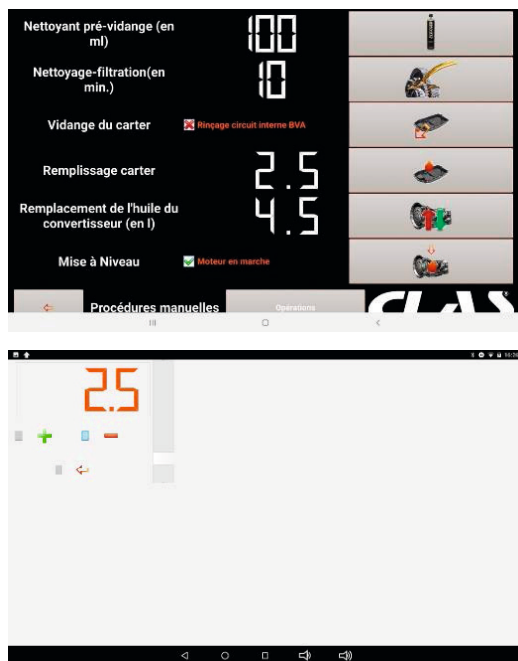 Nettoyant pré-vidange (en
ml)
100
Nettoyage-filtration(en
min.)
10
Vidange du carter
Rinçage circuit interne BVA
Remplissage carter
2.5
Remplacement de l'huile du
convertisseur (en l)
4.5
Mise à Niveau
Moteur en marche
Procédures manuelles
Opérations
CLAS
2.5